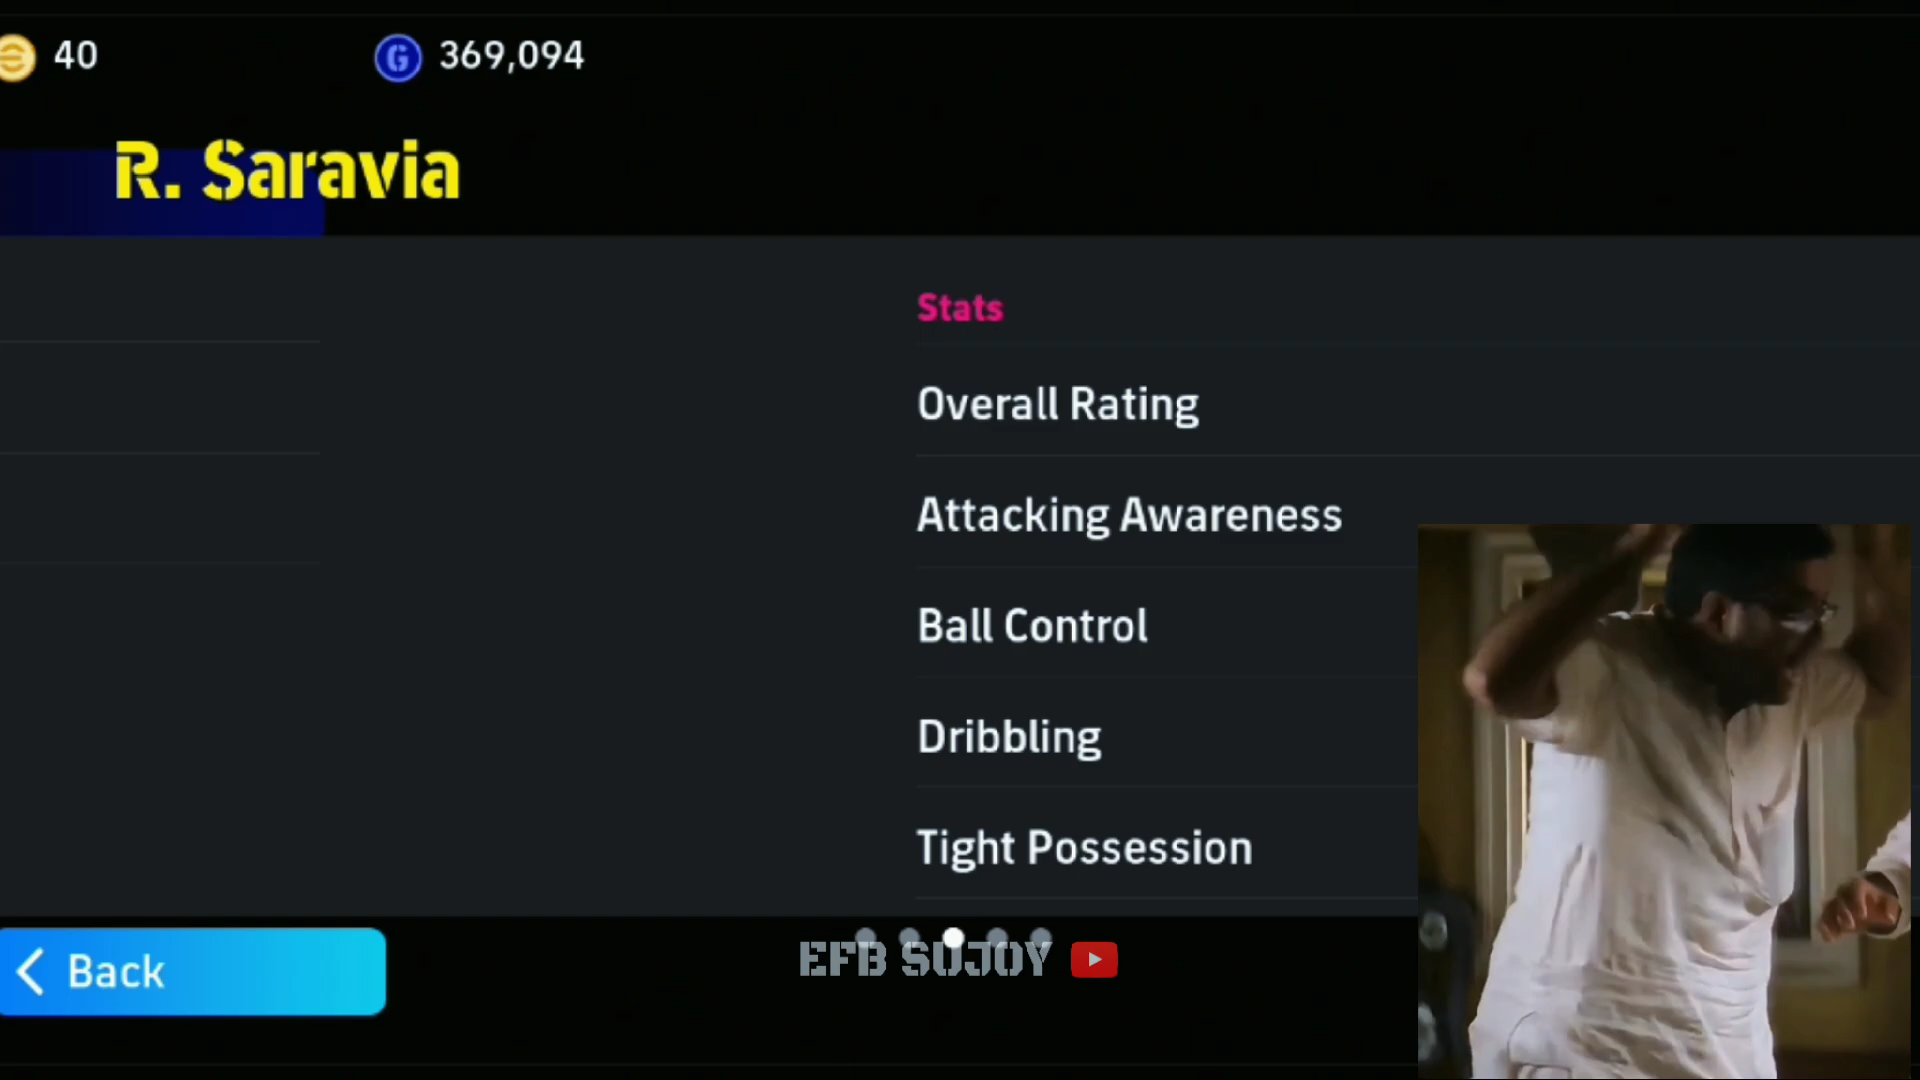 40
G 369,094
R. Saravia
Stats
Overall Rating
Attacking Awareness
Ball Control
Dribbling
Tight Possession
Back
EFB SUJOY